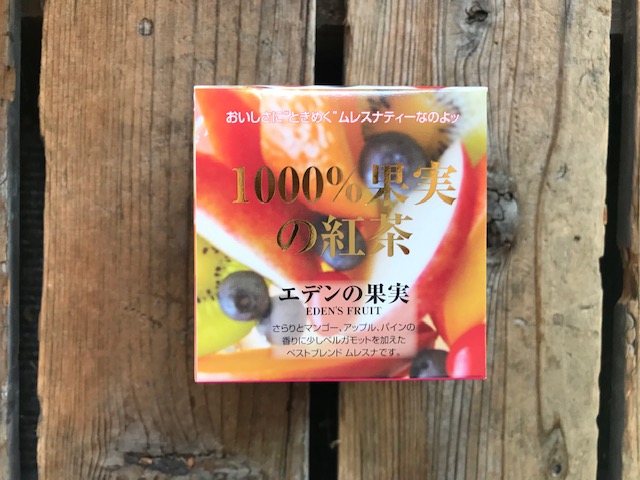 おいしさに"ときめく"ムレスナティーなのよッ
1000%果実
の紅茶
エデンの果実
EDEN'S FRUIT
さらりとマンゴー、アップル、パインの
香りに少しベルガモットを加えた
ベストブレンド ムレスナです。